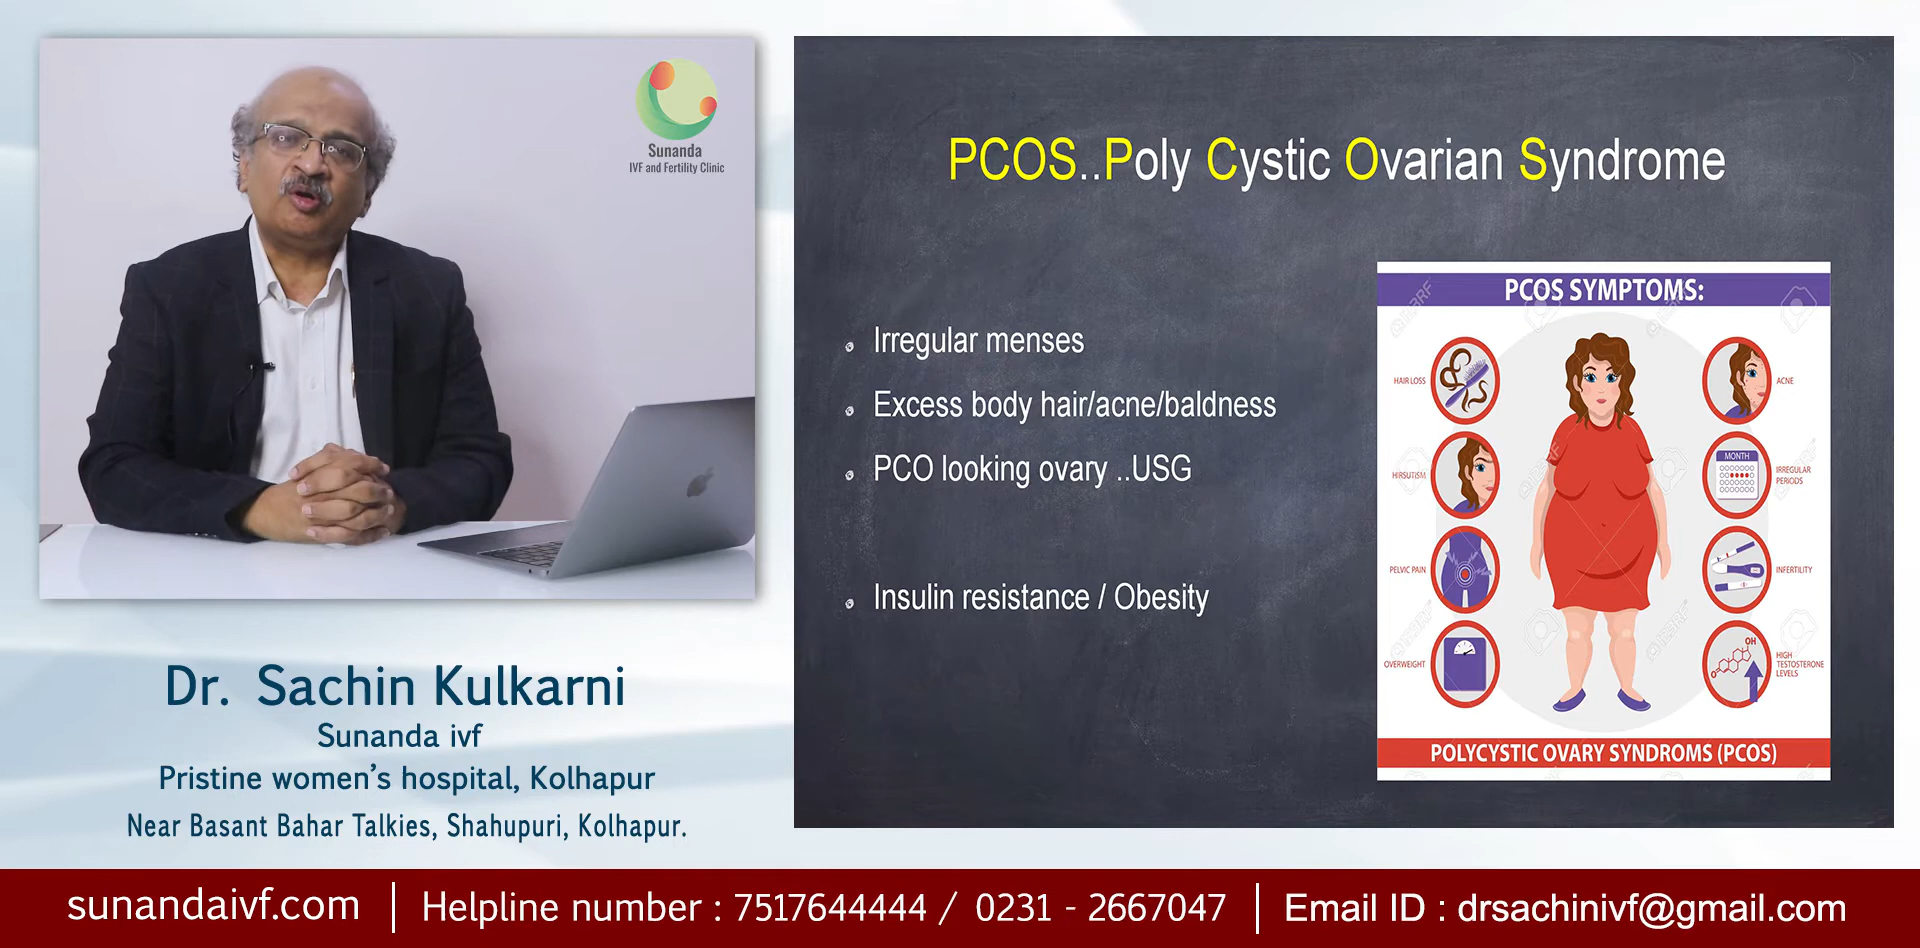 Sunanda
IVF and Fertility Clinic
Dr. Sachin Kulkarni
Sunanda ivf
Pristine women's hospital, Kolhapur
Near Basant Bahar Talkies, Shahupuri, Kolhapur.
PCOS..Poly Cystic Ovarian Syndrome
Irregular menses
Excess body hair/acne/baldness
PCO looking ovary ..USG
Insulin resistance / Obesity
PCOS SYMPTOMS:
HAIR LOSS
HIRSUTISM
PELVIC PAIN
OVERWEIGHT
ACNE
MONTH
IRREGULAR
PERIODS
INFERTILITY
OH
O
HIGH
TESTOSTERONE
LEVELS
POLYCYSTIC OVARY SYNDROMS (PCOS)
sunandaivf.com | Helpline number : 7517644444 / 0231 - 2667047 | Email ID : drsachinivf@gmail.com